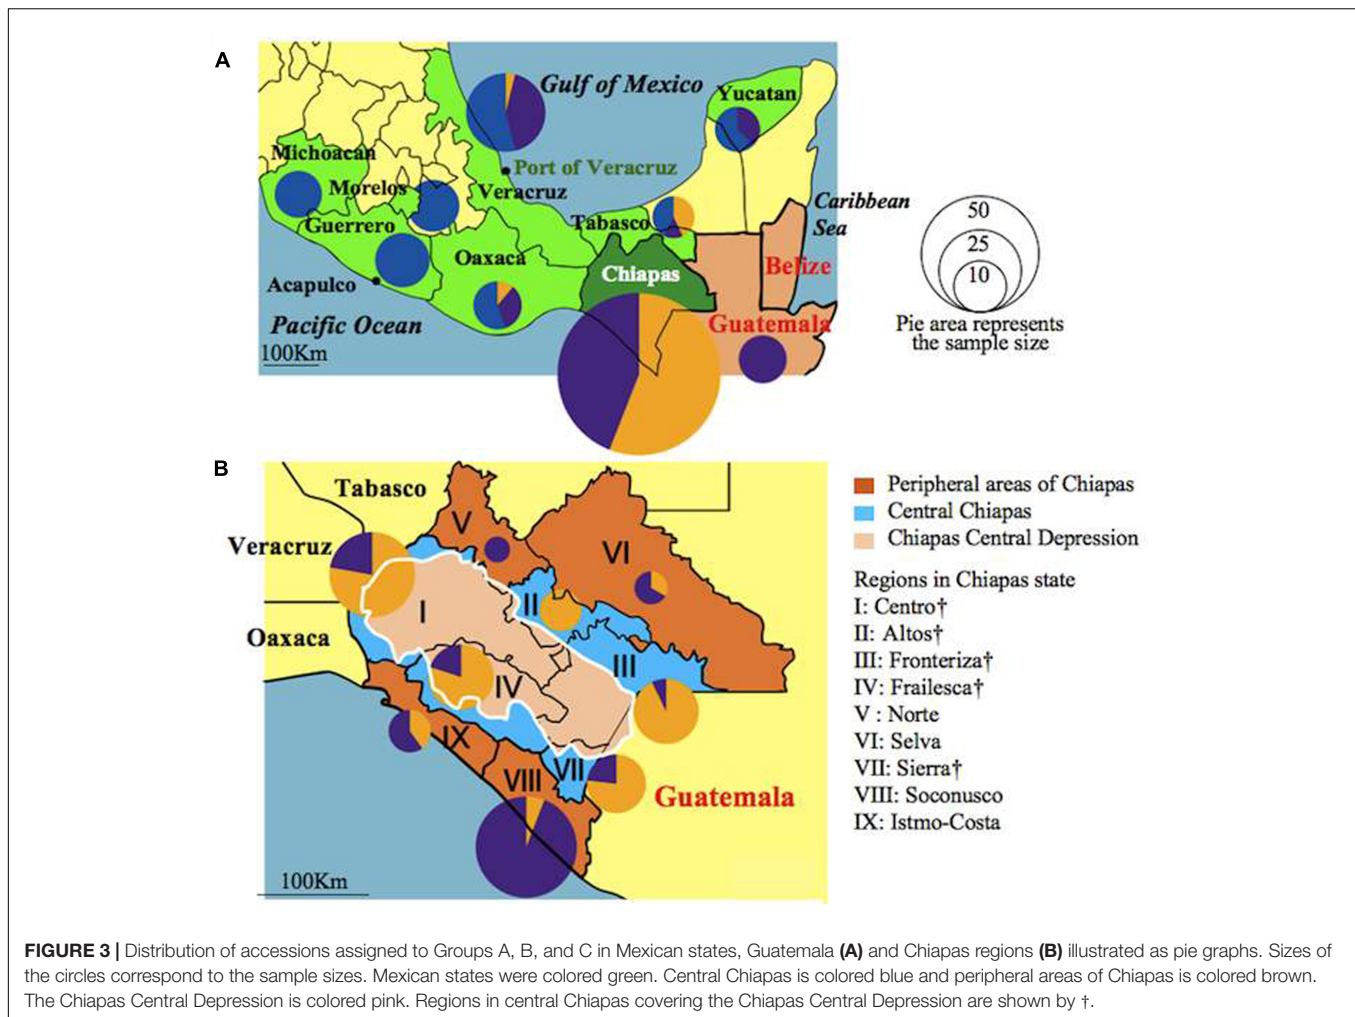 A
Gulf of Mexico
Yucatan
Michoacan
Port of Veracruz
Morelos
Veracruz
Caribbean
Sea
Guerrero
Tabasco
Oaxaca
Chiapas
Belize
Acapulco
Pacific Ocean
Guatemala
100Km
50
25
10
Pie area represents
the sample size
B
Tabasco
V
Veracruz
VI
II
I
Oaxaca
III
IV
IX
VII
VIII
Guatemala
100Km
Peripheral areas of Chiapas
Central Chiapas
Chiapas Central Depression
Regions in Chiapas state
I: Centro†
II: Altos†
III: Fronteriza†
IV: Frailesca†
V : Norte
VI: Selva
VII: Sierra†
VIII: Soconusco
IX: Istmo-Costa
FIGURE 3 | Distribution of accessions assigned to Groups A, B, and C in Mexican states, Guatemala (A) and Chiapas regions (B) illustrated as pie graphs. Sizes of
the circles correspond to the sample sizes. Mexican states were colored green. Central Chiapas is colored blue and peripheral areas of Chiapas is colored brown.
The Chiapas Central Depression is colored pink. Regions in central Chiapas covering the Chiapas Central Depression are shown by †.